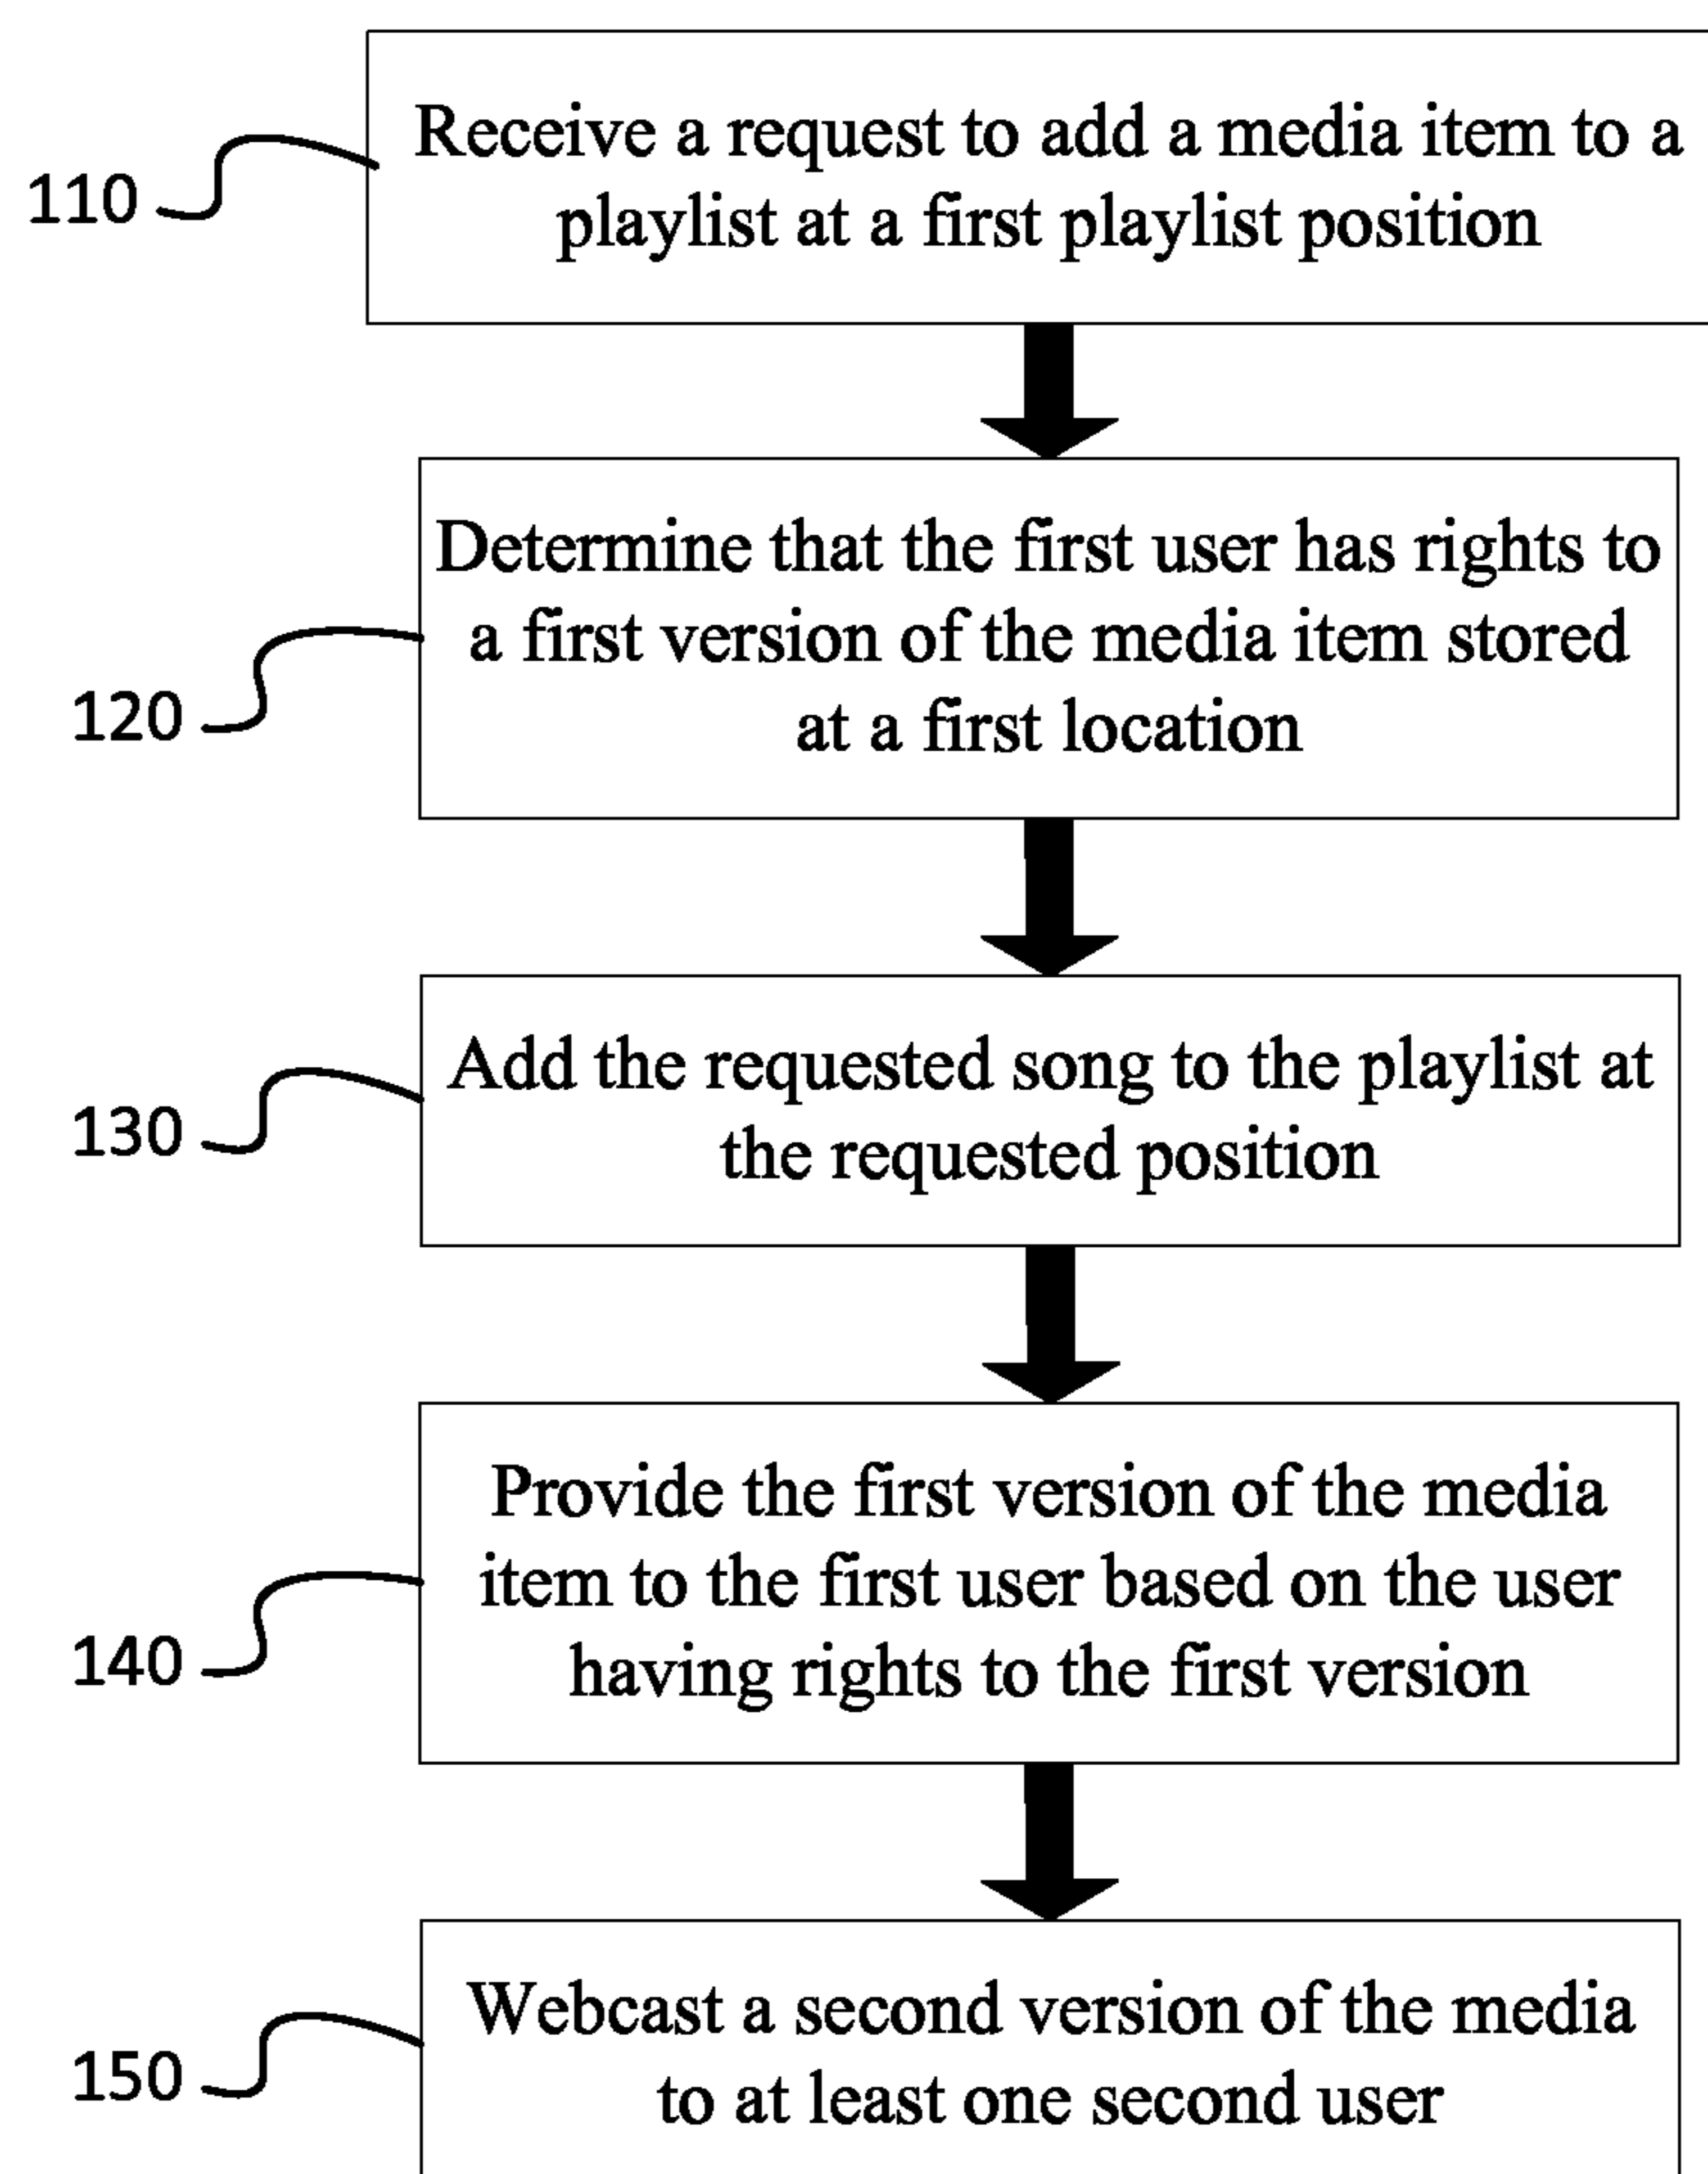 Receive a request to add a media item to a
playlist at a first playlist position
110
Determine that the first user has rights to
a first version of the media item stored
at a first location
120
Add the requested song to the playlist at
the requested position
130
Provide the first version of the media
item to the first user based on the user
having rights to the first version
140
Webcast a second version of the media
to at least one second user
150